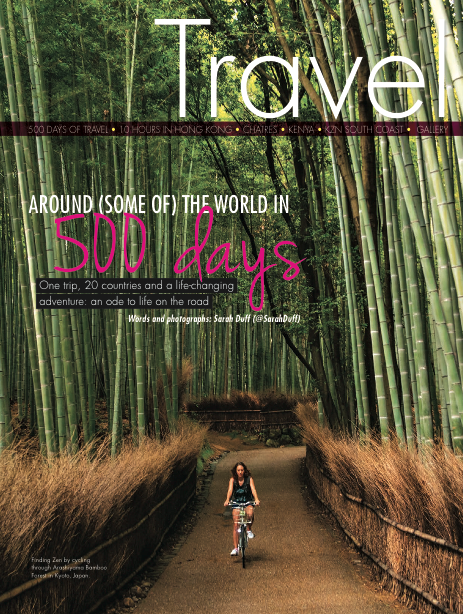 Travel
500 DAYS OF TRAVEL • 10 HOURS IN HONG KONG • CHATRES • KENYA • KZN SOUTH COAST • GALLERY
AROUND (SOME OF) THE WORLD IN
500 days
One trip, 20 countries and a life-changing
adventure: an ode to life on the road
Words and photographs: Sarah Duff (@SarahDuff)
Finding Zen by cycling
through Arashiyama Bamboo
Forest in Kyoto, Japan.